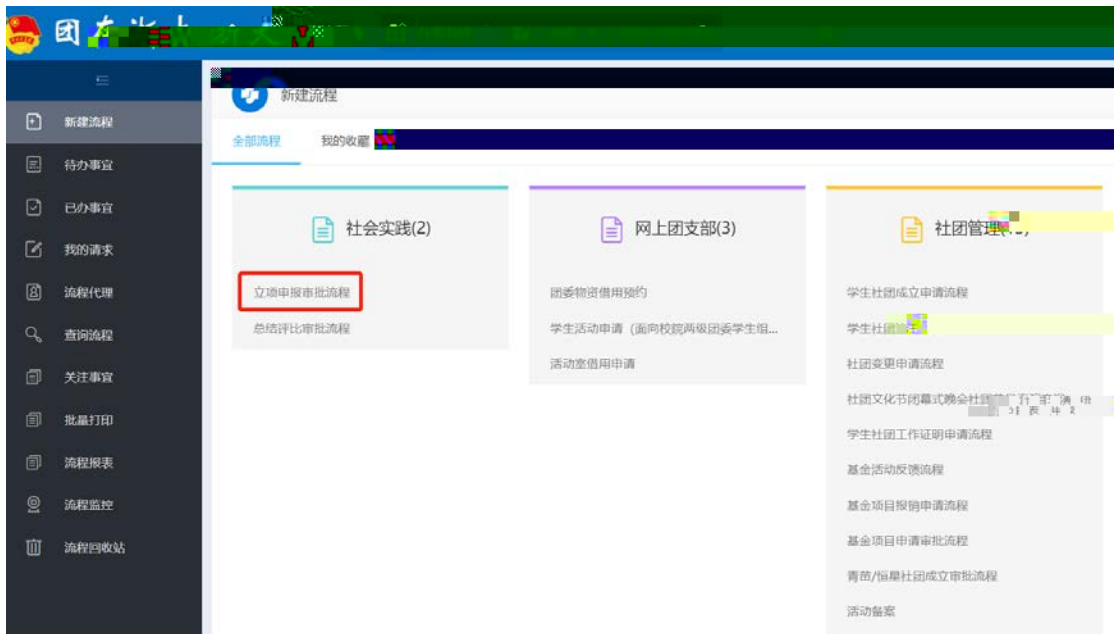 团
新建流程
全部流程
我的收藏
新建流程
待办事宜
已办事宜
我的请求
流程代理
查询流程
关注事宜
批量打印
流程报表
流程监控
流程回收站
社会实践(2)
立项申报审批流程
总结评比审批流程
网上团支部(3)
团委物资借用预约
学生活动申请（面向校院两级团委学生组...
活动室借用申请
社团管理
学生社团成立申请流程
学生社团
社团变更申请流程
社团文化节闭幕式晚会社团
学生社团工作证明申请流程
基金活动反馈流程
基金项目报销申请流程
基金项目申请审批流程
青苗/恒星社团成立审批流程
活动备案